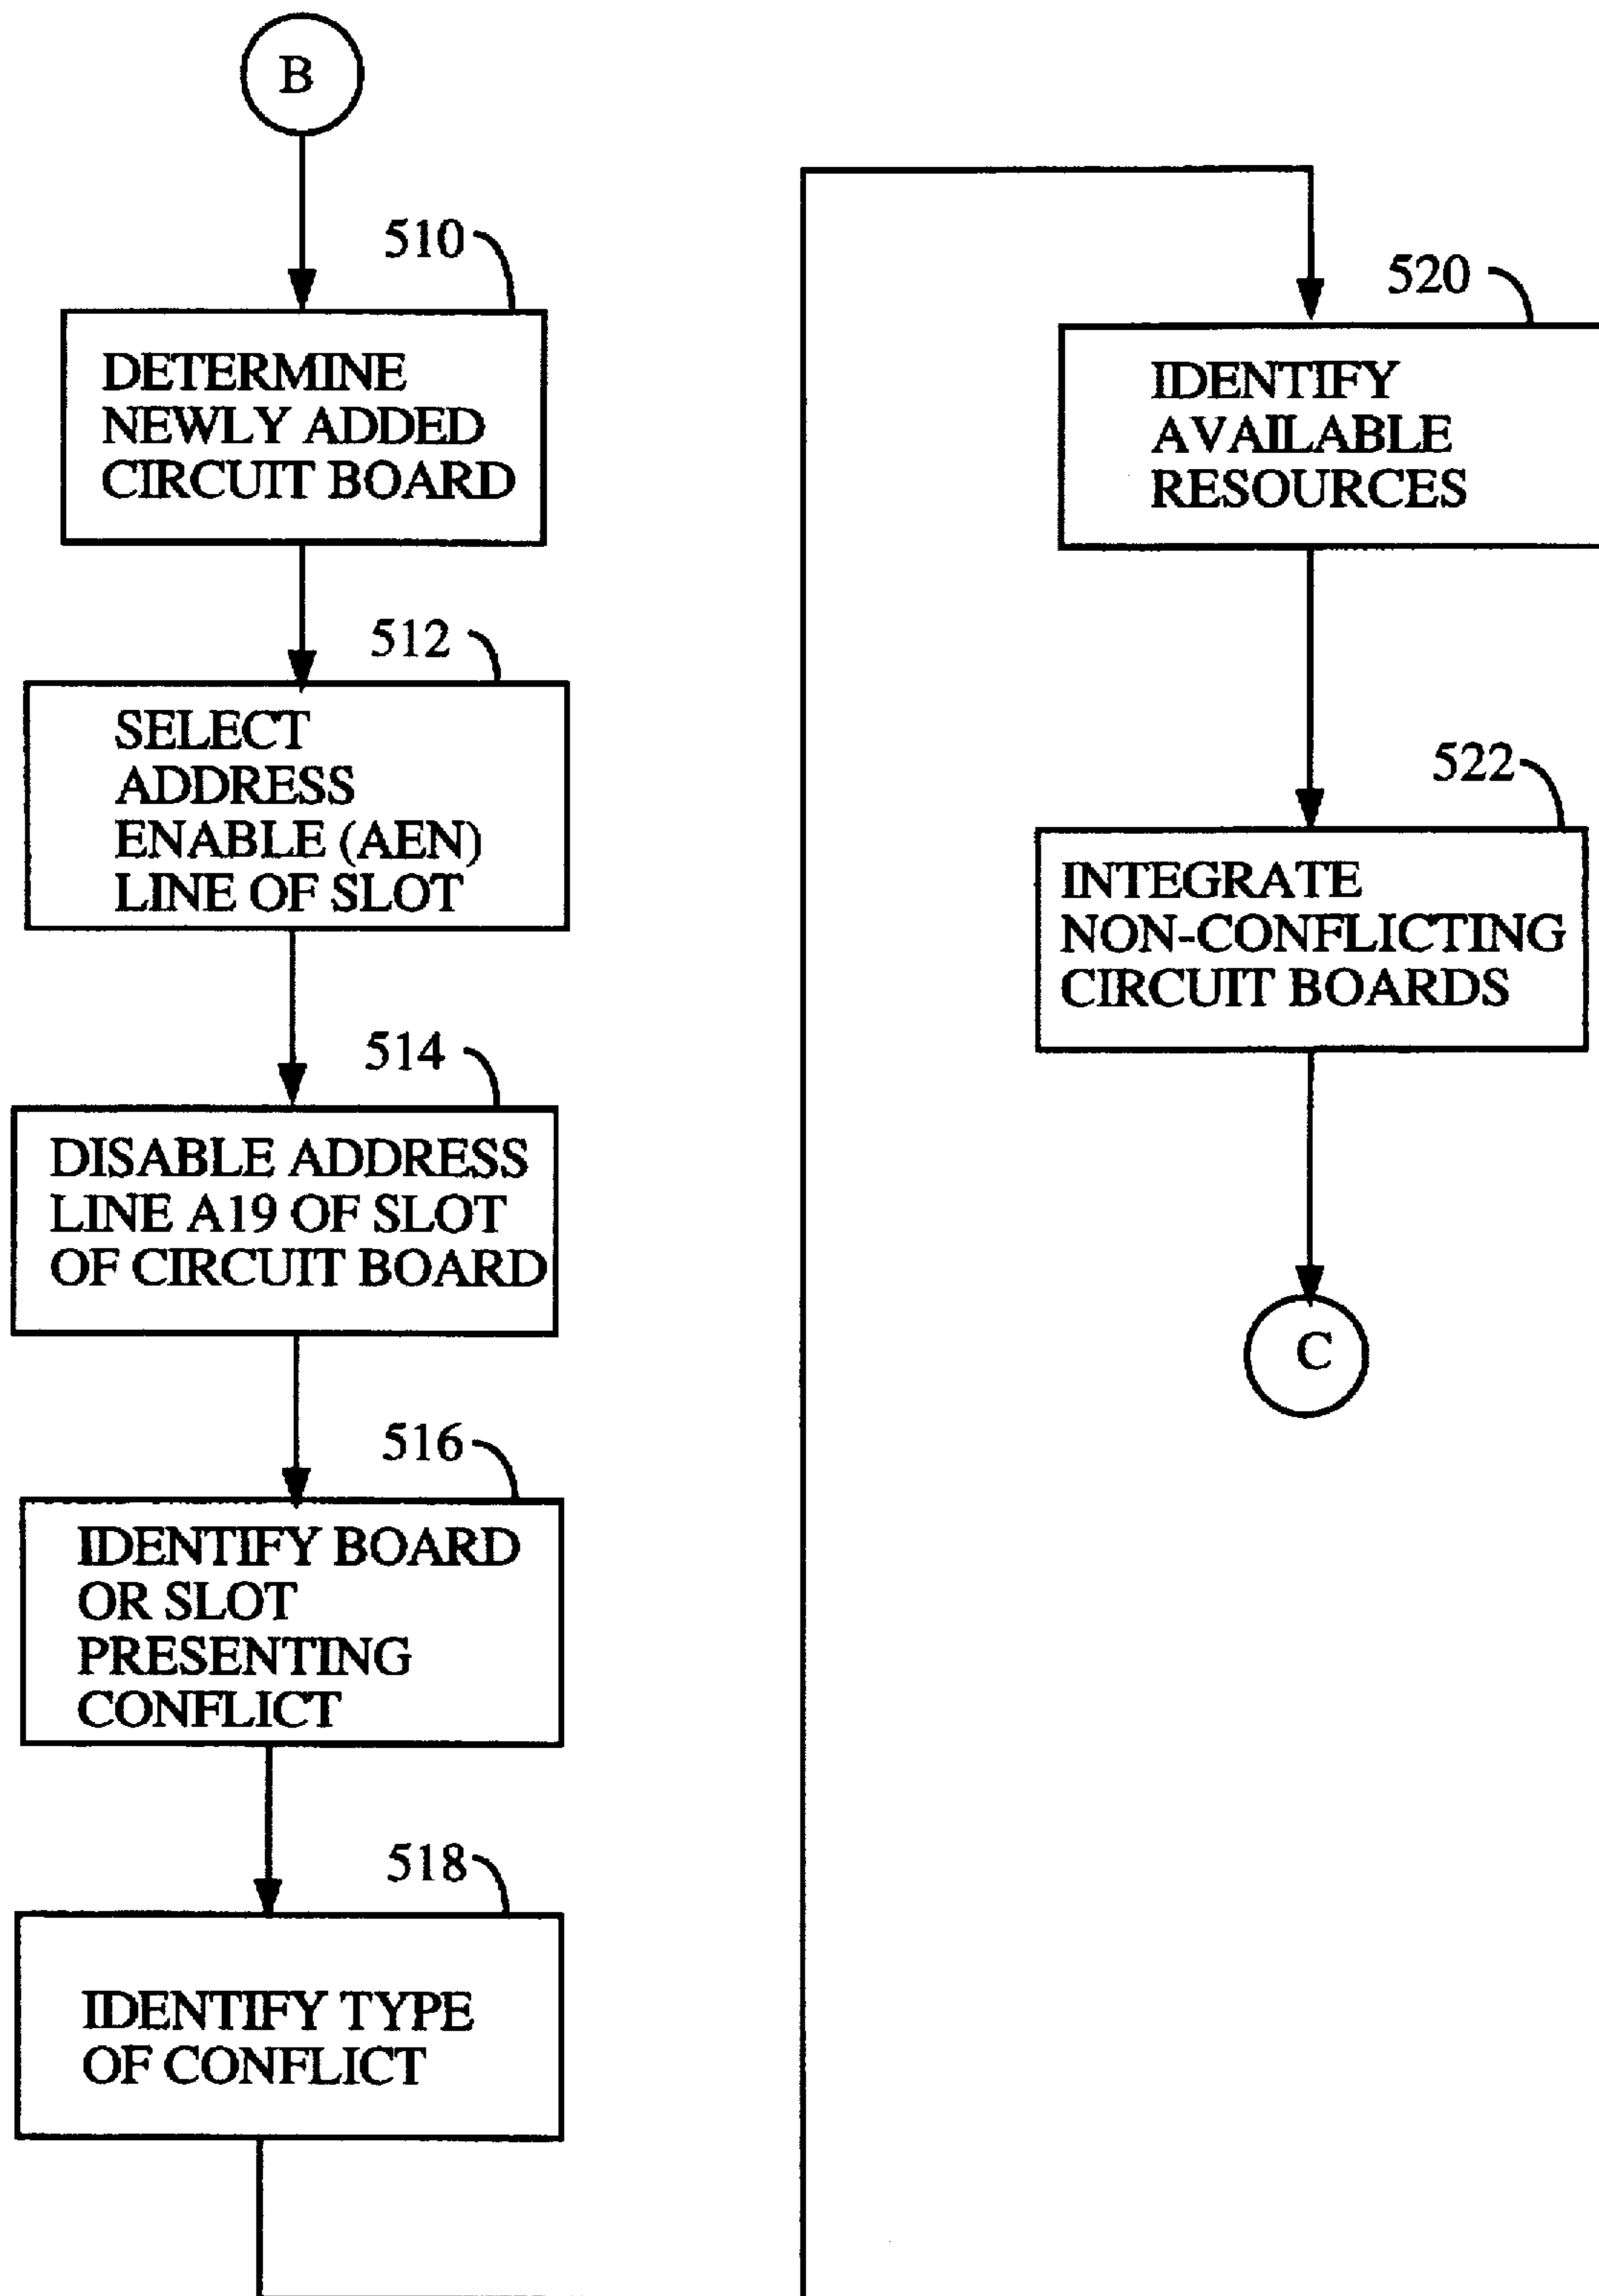 B
510
DETERMINE
NEWLY ADDED
CIRCUIT BOARD
512
SELECT
ADDRESS
ENABLE (AEN)
LINE OF SLOT
514
DISABLE ADDRESS
LINE A19 OF SLOT
OF CIRCUIT BOARD
516
IDENTIFY BOARD
OR SLOT
PRESENTING
CONFLICT
518
IDENTIFY TYPE
OF CONFLICT
520
IDENTIFY
AVAILABLE
RESOURCES
522
INTEGRATE
NON-CONFLICTING
CIRCUIT BOARDS
C